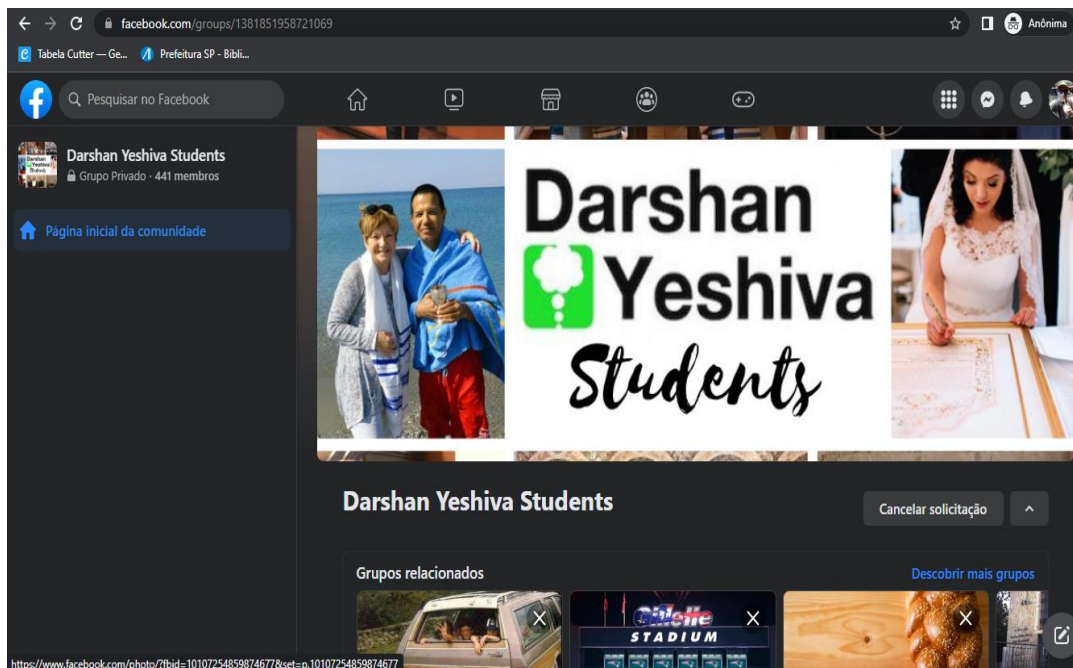 facebook.com/groups/1381851958721069
Anônima
Tabela Cutter — Ge...
Prefeitura SP - Bibli...
Pesquisar no Facebook
Darshan Yeshiva Students
Grupo Privado · 441 membros
Página inicial da comunidade
Darshan
Yeshiva
Students
Darshan Yeshiva Students
Cancelar solicitação
Grupos relacionados
Descobrir mais grupos
Gillette
STADIUM
https://www.facebook.com/photo/?fbid=10107254859874677&set=p.10107254859874677